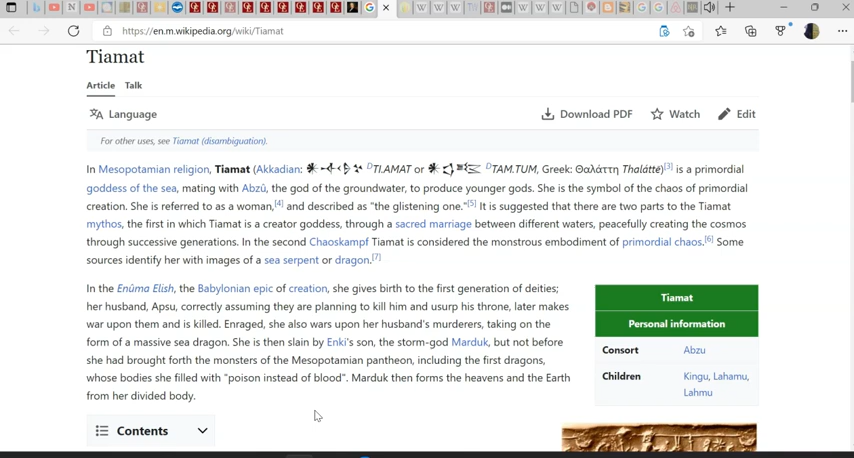 https://en.m.wikipedia.org/wiki/Tiamat
Tiamat
Article Talk
Language
Download PDF
Watch
Edit
For other uses, see Tiamat (disambiguation).
In Mesopotamian religion, Tiamat (Akkadian: DTI.AMAT or DTAM.TUM, Greek: Θαλάττη Thaláttē)[3] is a primordial
goddess of the sea, mating with Abzû, the god of the groundwater, to produce younger gods. She is the symbol of the chaos of primordial
creation. She is referred to as a woman,[4] and described as "the glistening one."[5] It is suggested that there are two parts to the Tiamat
mythos, the first in which Tiamat is a creator goddess, through a sacred marriage between different waters, peacefully creating the cosmos
through successive generations. In the second Chaoskampf Tiamat is considered the monstrous embodiment of primordial chaos.[6] Some
sources identify her with images of a sea serpent or dragon.[7]
In the Enûma Elish, the Babylonian epic of creation, she gives birth to the first generation of deities;
her husband, Apsu, correctly assuming they are planning to kill him and usurp his throne, later makes
war upon them and is killed. Enraged, she also wars upon her husband's murderers, taking on the
form of a massive sea dragon. She is then slain by Enki's son, the storm-god Marduk, but not before
she had brought forth the monsters of the Mesopotamian pantheon, including the first dragons,
whose bodies she filled with "poison instead of blood". Marduk then forms the heavens and the Earth
from her divided body.
Tiamat
Personal information
Consort Abzu
Children Kingu, Lahamu,
Lahmu
Contents